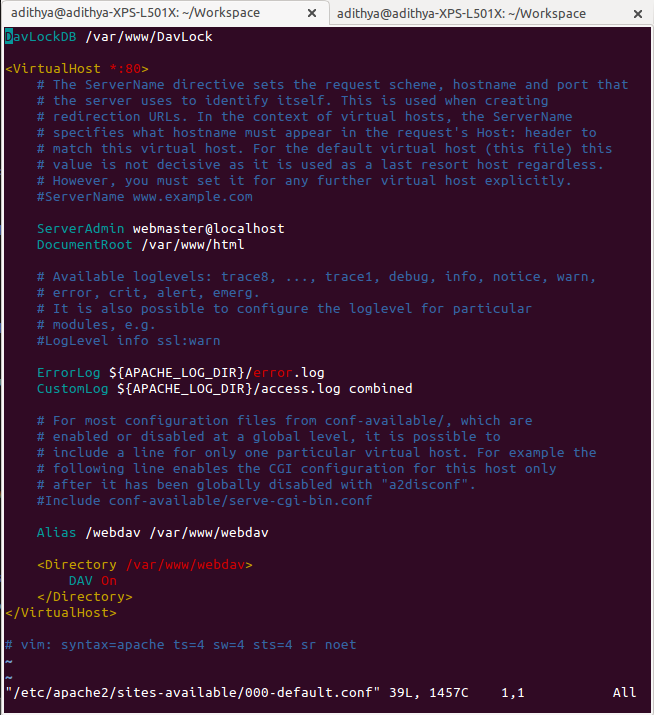 adithya@adithya-XPS-L501X: ~/Workspace × adithya@adithya-XPS-L501X: ~/Workspace ×
DavLockDB /var/www/DavLock

<VirtualHost *:80>
    # The ServerName directive sets the request scheme, hostname and port that
    # the server uses to identify itself. This is used when creating
    # redirection URLs. In the context of virtual hosts, the ServerName
    # specifies what hostname must appear in the request's Host: header to
    # match this virtual host. For the default virtual host (this file) this
    # value is not decisive as it is used as a last resort host regardless.
    # However, you must set it for any further virtual host explicitly.
    #ServerName www.example.com

    ServerAdmin webmaster@localhost
    DocumentRoot /var/www/html

    # Available loglevels: trace8, ..., trace1, debug, info, notice, warn,
    # error, crit, alert, emerg.
    # It is also possible to configure the loglevel for particular
    # modules, e.g.
    #LogLevel info ssl:warn

    ErrorLog ${APACHE_LOG_DIR}/error.log
    CustomLog ${APACHE_LOG_DIR}/access.log combined

    # For most configuration files from conf-available/, which are
    # enabled or disabled at a global level, it is possible to
    # include a line for only one particular virtual host. For example the
    # following line enables the CGI configuration for this host only
    # after it has been globally disabled with "a2disconf".
    #Include conf-available/serve-cgi-bin.conf

    Alias /webdav /var/www/webdav

    <Directory /var/www/webdav>
        DAV On
    </Directory>
</VirtualHost>

# vim: syntax=apache ts=4 sw=4 sts=4 sr noet
~
~
"/etc/apache2/sites-available/000-default.conf" 39L, 1457C    1,1           All